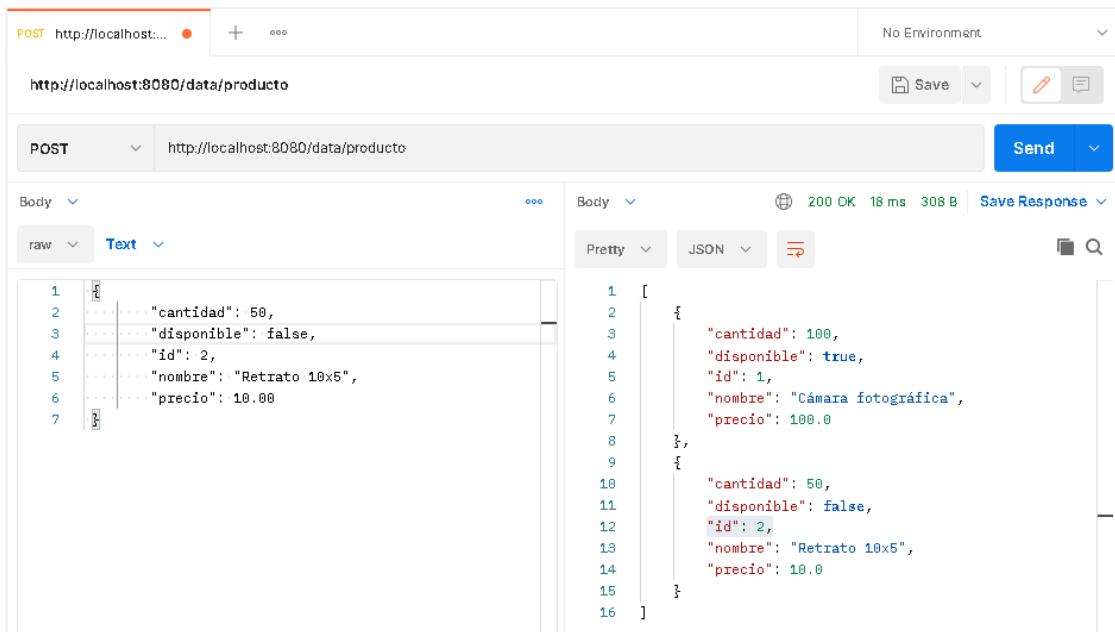 POST http://localhost:...
No Environment
http://localhost:8080/data/producto
Save
POST
http://localhost:8080/data/producto
Send
Body
raw
Text
1 {
2 "cantidad": 50,
3 "disponible": false,
4 "id": 2,
5 "nombre": "Retrato 10x5",
6 "precio": 10.00
7 }
Body
200 OK 18 ms 308 B
Save Response
Pretty
JSON
1 [
2 {
3 "cantidad": 100,
4 "disponible": true,
5 "id": 1,
6 "nombre": "Cámara fotográfica",
7 "precio": 100.0
8 },
9 {
10 "cantidad": 50,
11 "disponible": false,
12 "id": 2,
13 "nombre": "Retrato 10x5",
14 "precio": 10.0
15 }
16 ]